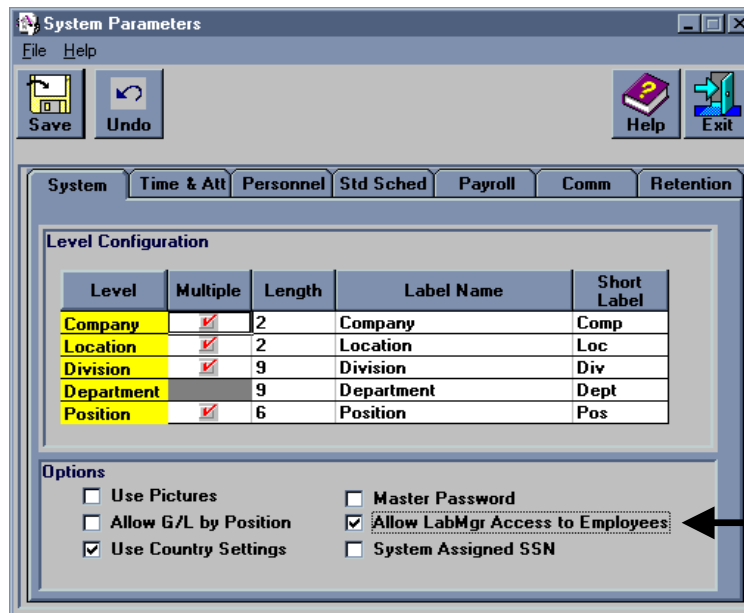 System Parameters
File Help
Save Undo Help Exit
System Time & Att Personnel Std Sched Payroll Comm Retention
Level Configuration
Level Multiple Length Label Name Short Label
Company 2 Company Comp
Location 2 Location Loc
Division 9 Division Div
Department 9 Department Dept
Position 6 Position Pos
Options
Use Pictures Master Password
Allow G/L by Position Allow LabMgr Access to Employees
Use Country Settings System Assigned SSN